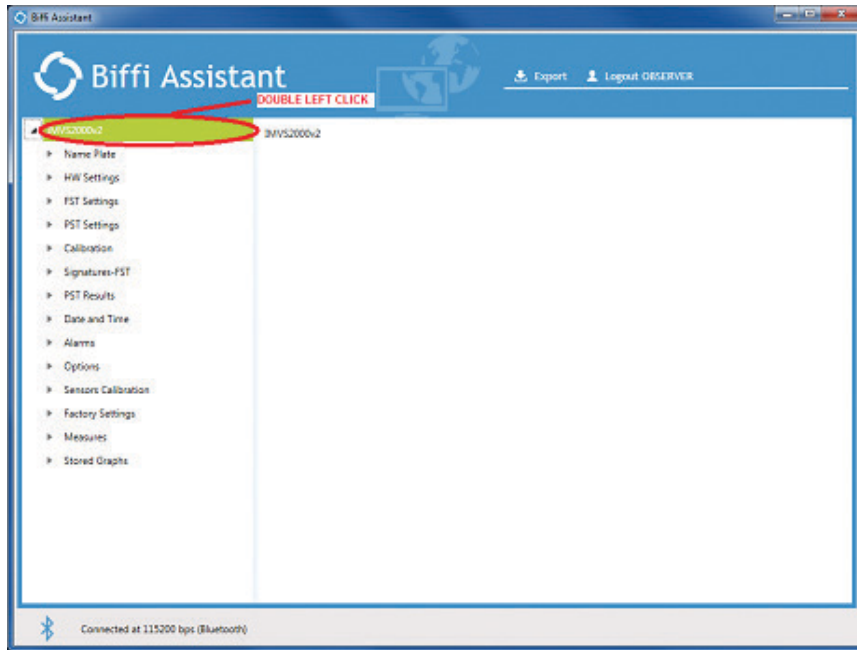 Biffi Assistant
Biffi Assistant
Export Logout OBSERVER
DOUBLE LEFT CLICK
IMVS2000v2
IMVS2000v2
Name Plate
HW Settings
FST Settings
PST Settings
Calibration
Signatures-FST
PST Results
Date and Time
Alarms
Options
Sensors Calibration
Factory Settings
Measures
Stored Graphs
Connected at 115200 bps (Bluetooth)